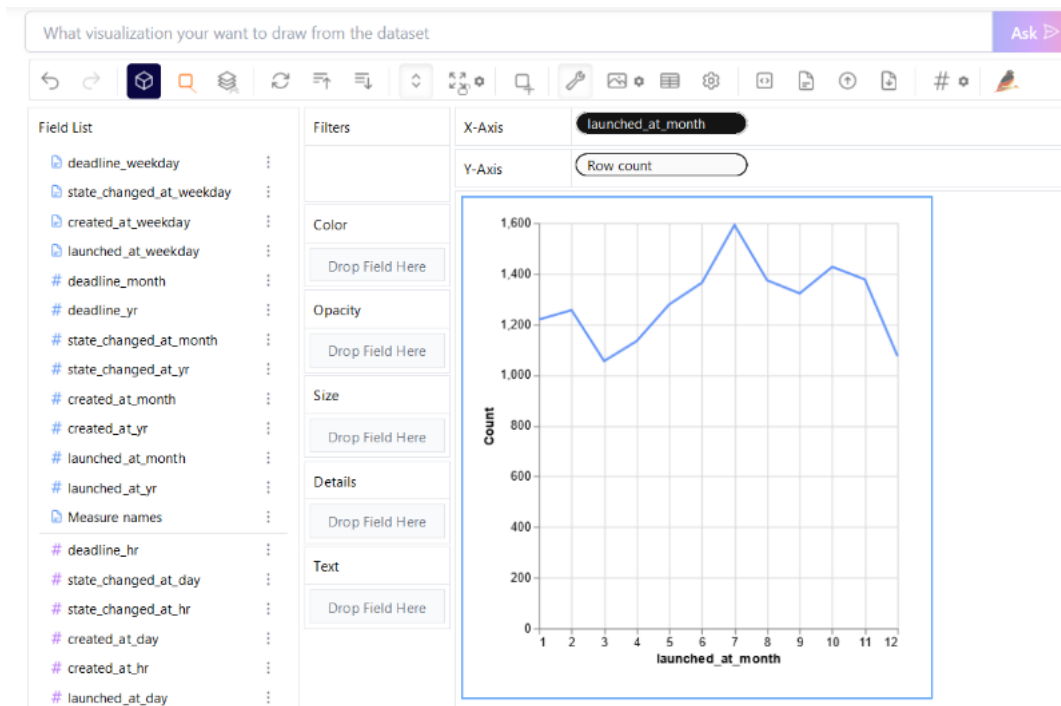 What visualization your want to draw from the dataset
Ask
Field List
deadline_weekday
state_changed_at_weekday
created_at_weekday
launched_at_weekday
deadline_month
deadline_yr
state_changed_at_month
state_changed_at_yr
created_at_month
created_at_yr
launched_at_month
launched_at_yr
Measure names
deadline_hr
state_changed_at_day
state_changed_at_hr
created_at_day
created_at_hr
launched_at_day
Filters
Color
Drop Field Here
Opacity
Drop Field Here
Size
Drop Field Here
Details
Drop Field Here
Text
Drop Field Here
X-Axis
launched_at_month
Y-Axis
Row count
1,600
1,400
1,200
1,000
800
600
400
200
0
Count
1 2 3 4 5 6 7 8 9 10 11 12
launched_at_month